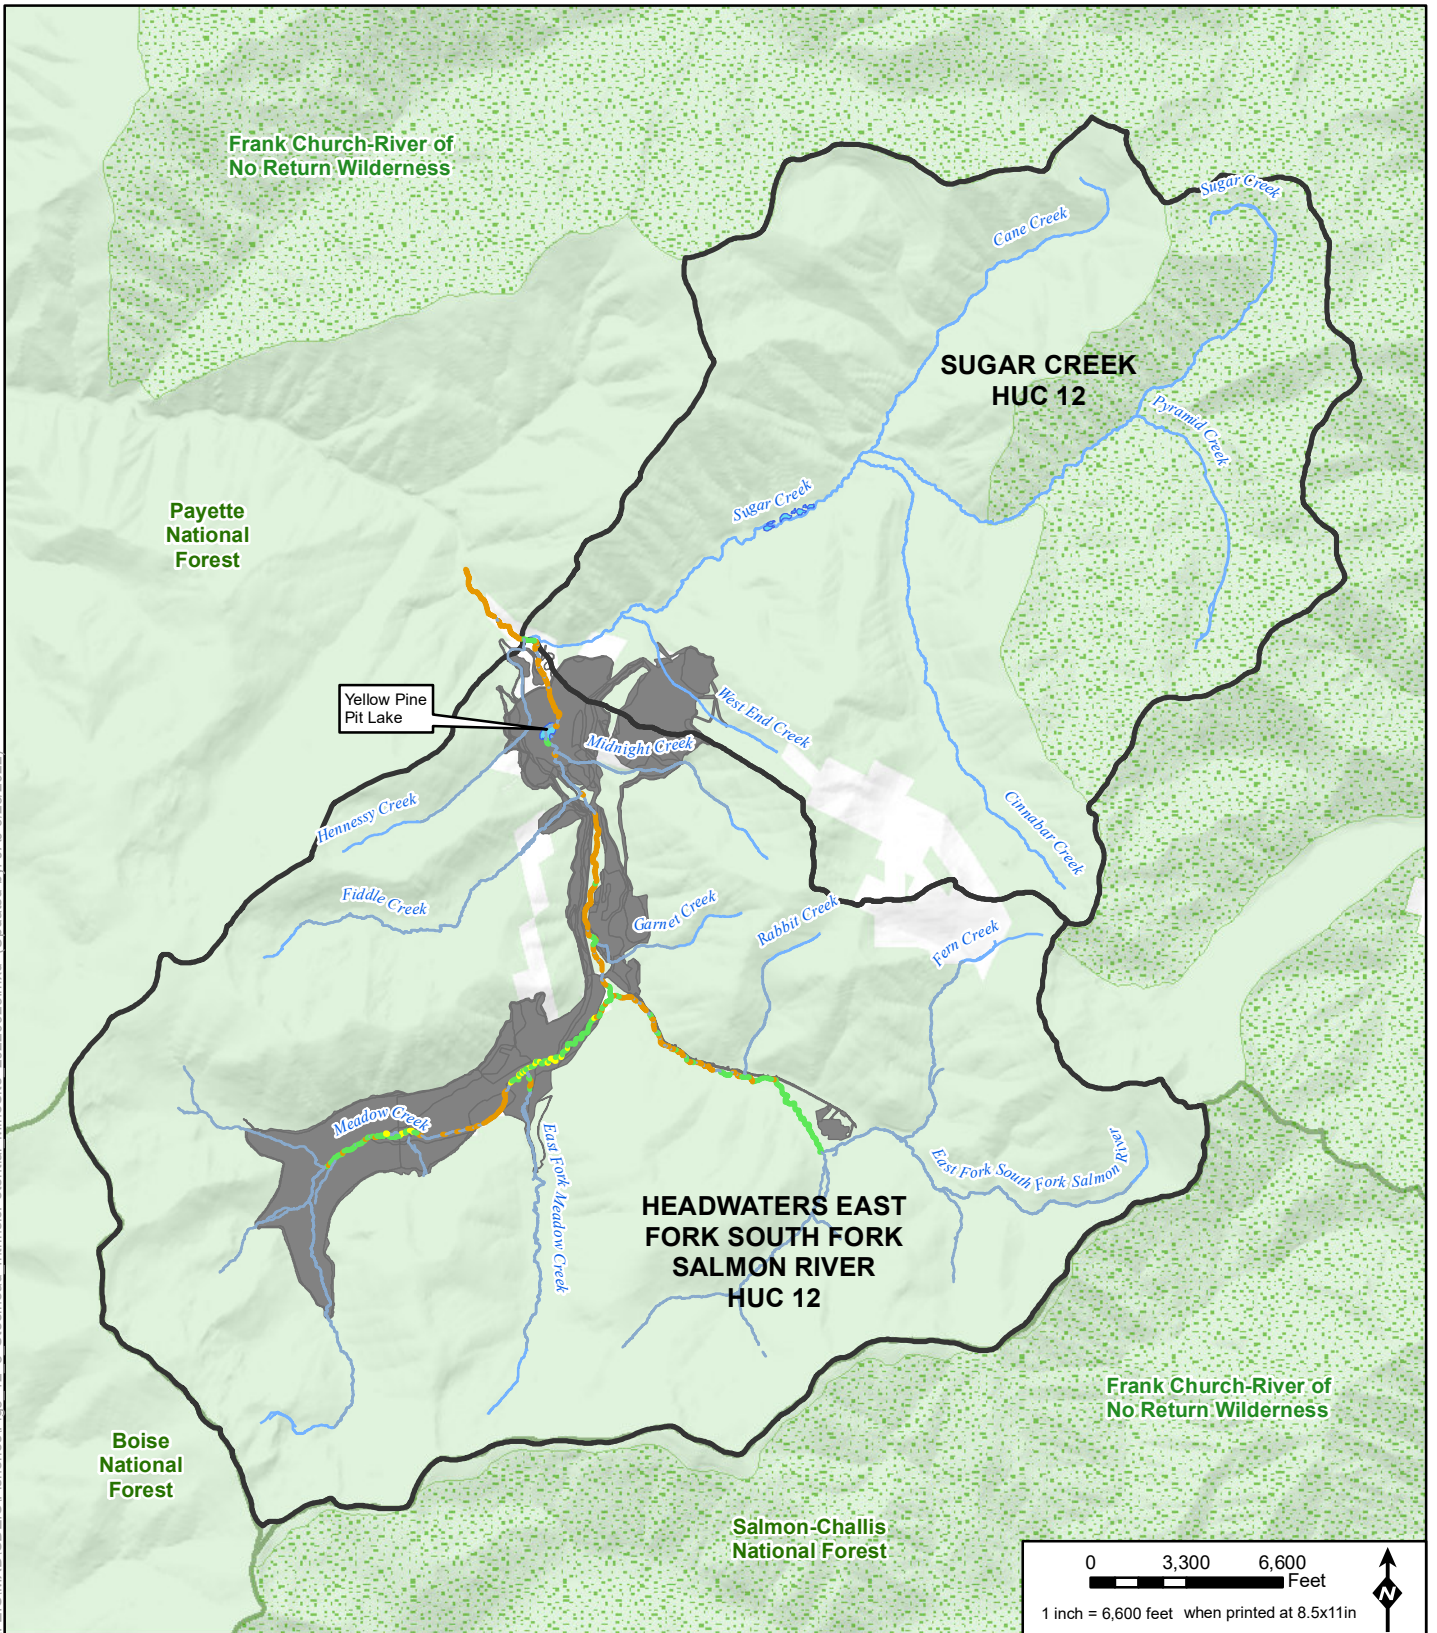 Frank Church-River of
No Return Wilderness
Sugar Creek
Cane Creek
SUGAR CREEK
HUC 12
Pyramid Creek
Sugar Creek
Payette
National
Forest
Yellow Pine
Pit Lake
West End Creek
Midnight Creek
Hennessy Creek
Cinnabar Creek
Fiddle Creek
Garnet Creek
Rabbit Creek
Fern Creek
Meadow Creek
East Fork Meadow Creek
East Fork South Fork Salmon River
HEADWATERS EAST
FORK SOUTH FORK
SALMON RIVER
HUC 12
Frank Church-River of
No Return Wilderness
Boise
National
Forest
Salmon-Challis
National Forest
0 3,300 6,600
Feet
1 inch = 6,600 feet when printed at 8.5x11in
N